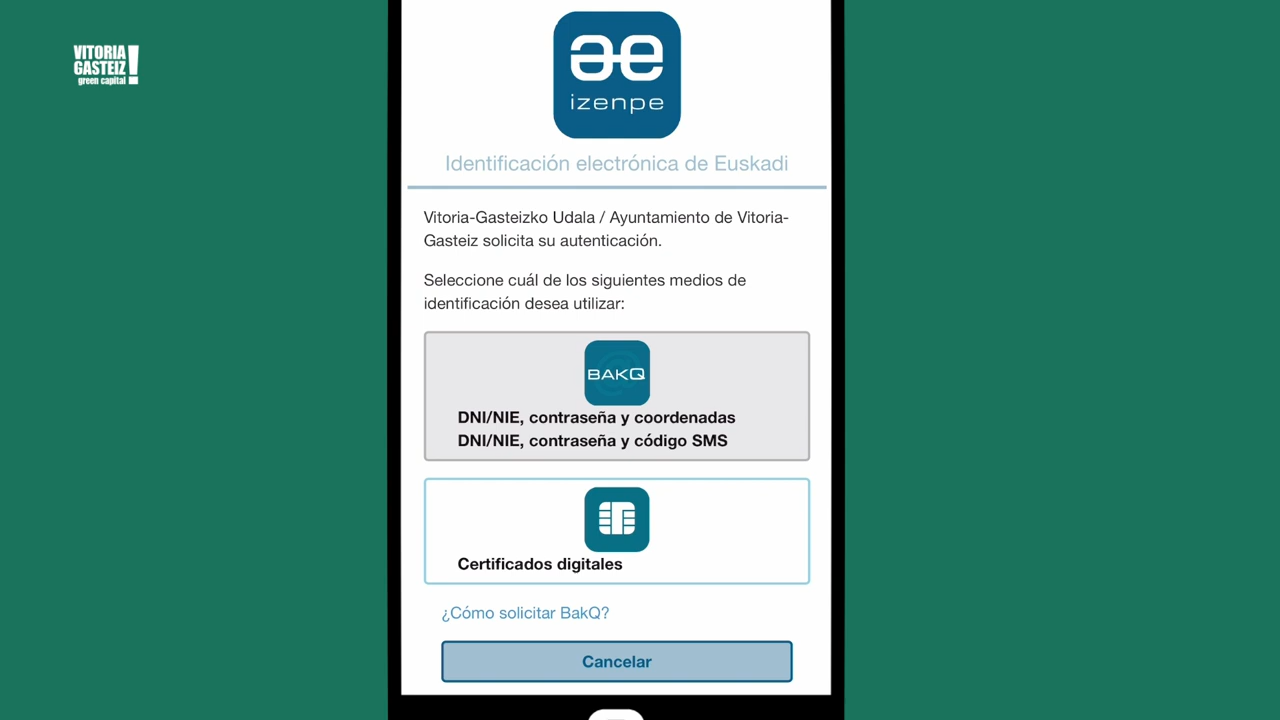 VITORIA
GASTEIZ!
green capital
izenpe
Identificación electrónica de Euskadi
Vitoria-Gasteizko Udala / Ayuntamiento de Vitoria-
Gasteiz solicita su autenticación.
Seleccione cuál de los siguientes medios de
identificación desea utilizar:
BAKQ
DNI/NIE, contraseña y coordenadas
DNI/NIE, contraseña y código SMS
Certificados digitales
¿Cómo solicitar BakQ?
Cancelar